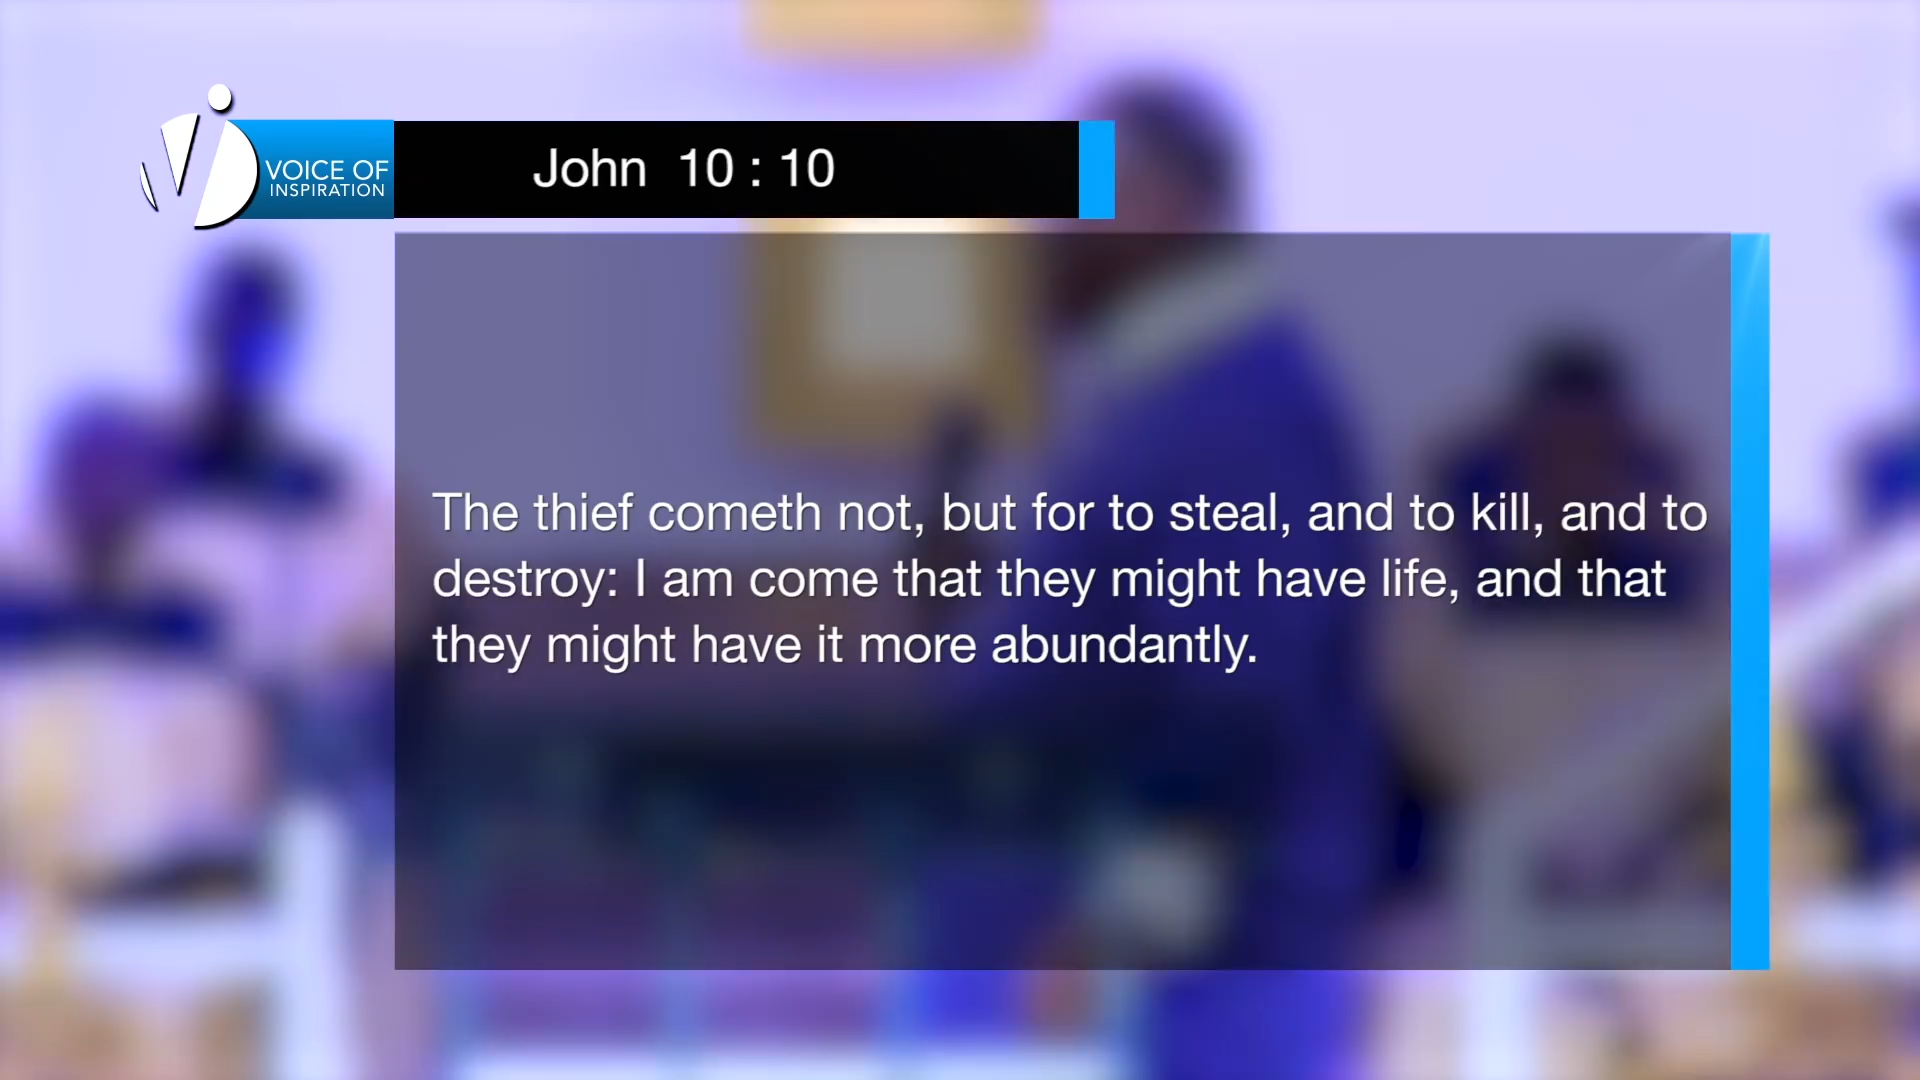 VOICE OF
INSPIRATION
John 10 : 10
The thief cometh not, but for to steal, and to kill, and to
destroy: I am come that they might have life, and that
they might have it more abundantly.